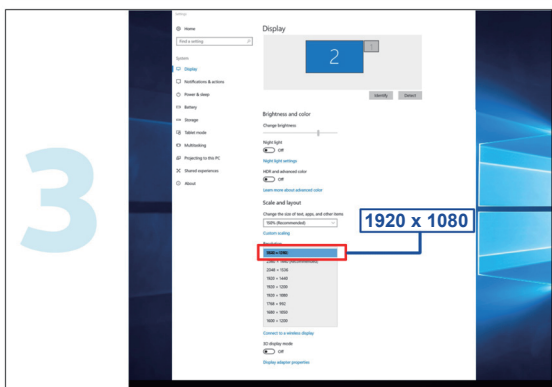 3
Settings
Home
Find a setting
System
Display
Notifications & actions
Power & sleep
Battery
Storage
Tablet mode
Multitasking
Projecting to this PC
Shared experiences
About
Display
2
1
Identify
Detect
Brightness and color
Change brightness
Night light
Off
Night light settings
HDR and advanced color
Off
Learn more about advanced color
Scale and layout
Change the size of text, apps, and other items
100% (Recommended)
Custom scaling
Resolution
1920 x 1080
2048 × 1536
1920 × 1440
1920 × 1200
1920 × 1080
1768 × 992
1680 × 1050
1600 × 1200
Connect to a wireless display
3D display mode
Off
Display adapter properties